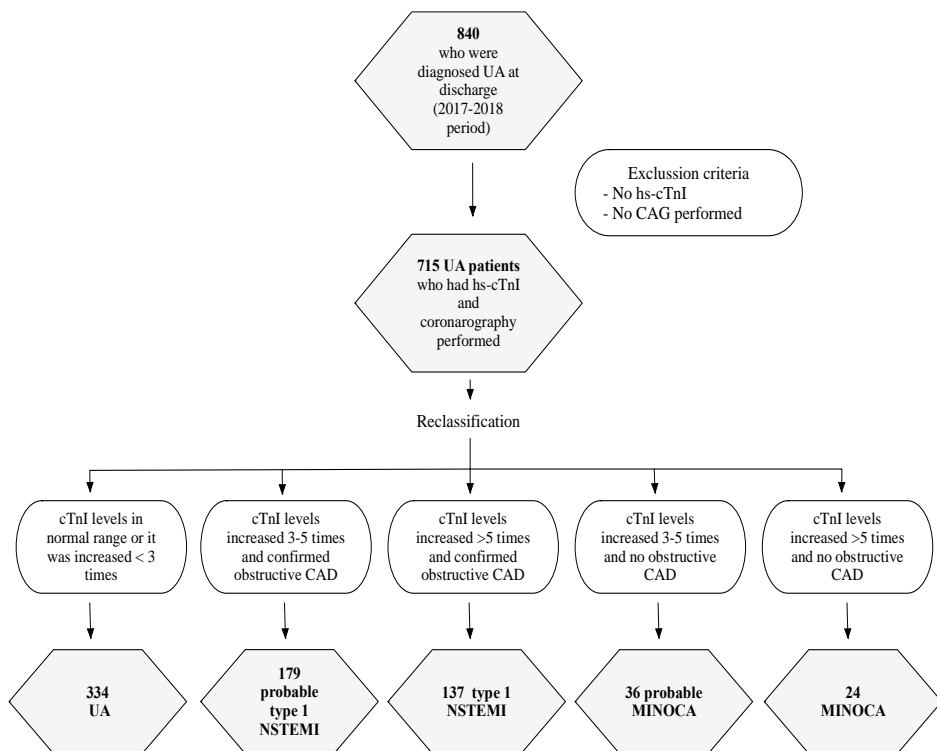 840
who were
diagnosed UA at
discharge
(2017-2018
period)
Exclussion criteria
- No hs-cTnI
- No CAG performed
715 UA patients
who had hs-cTnI
and
coronarography
performed
Reclassification
cTnI levels in
normal range or it
was increased < 3
times
cTnI levels
increased 3-5 times
and confirmed
obstructive CAD
cTnI levels
increased >5 times
and confirmed
obstructive CAD
cTnI levels
increased 3-5 times
and no obstructive
CAD
cTnI levels
increased >5 times
and no obstructive
CAD
334
UA
179
probable
type 1
NSTEMI
137 type 1
NSTEMI
36 probable
MINOCA
24
MINOCA